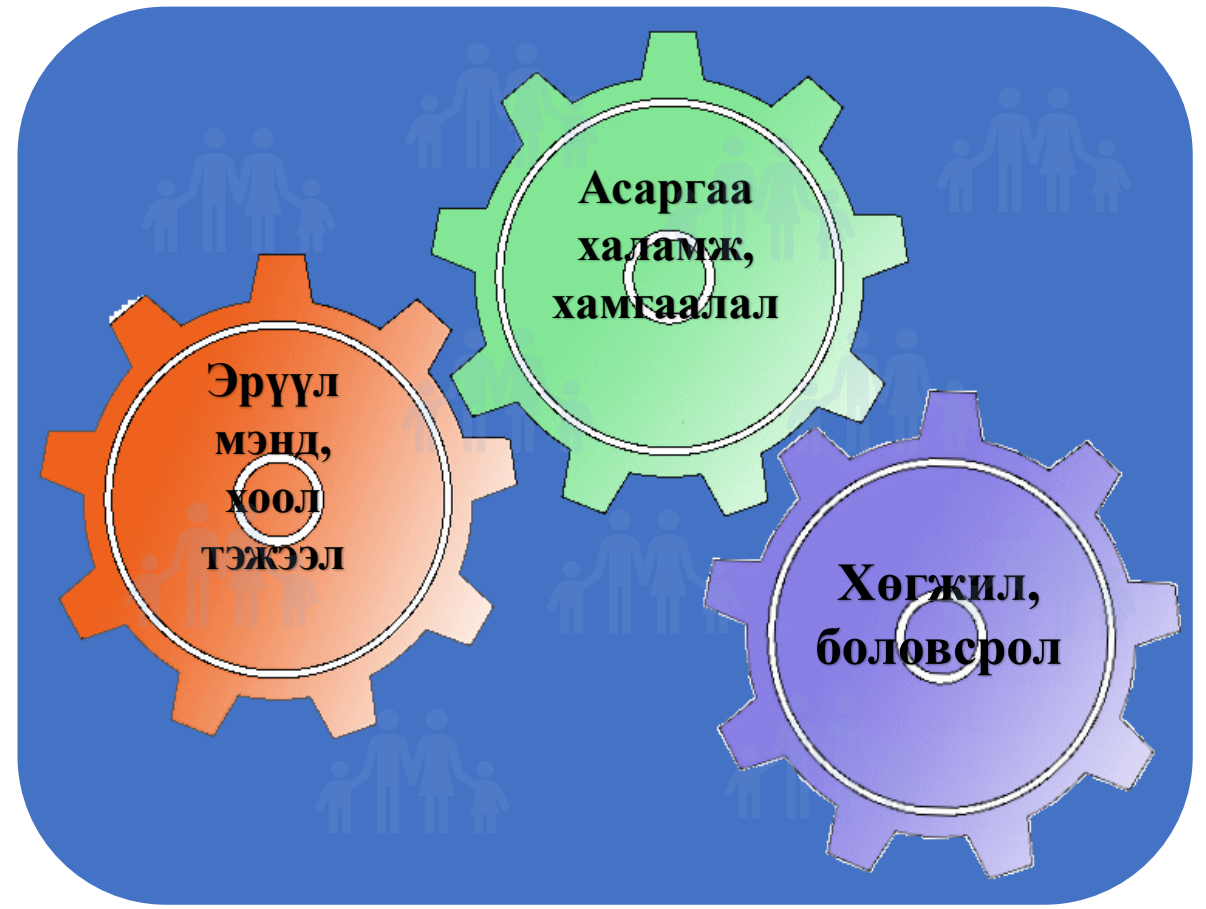 Асаргаа
халамж,
хамгаалал
Эрүүл
мэнд,
хоол
тэжээл
Хөгжил,
боловсрол